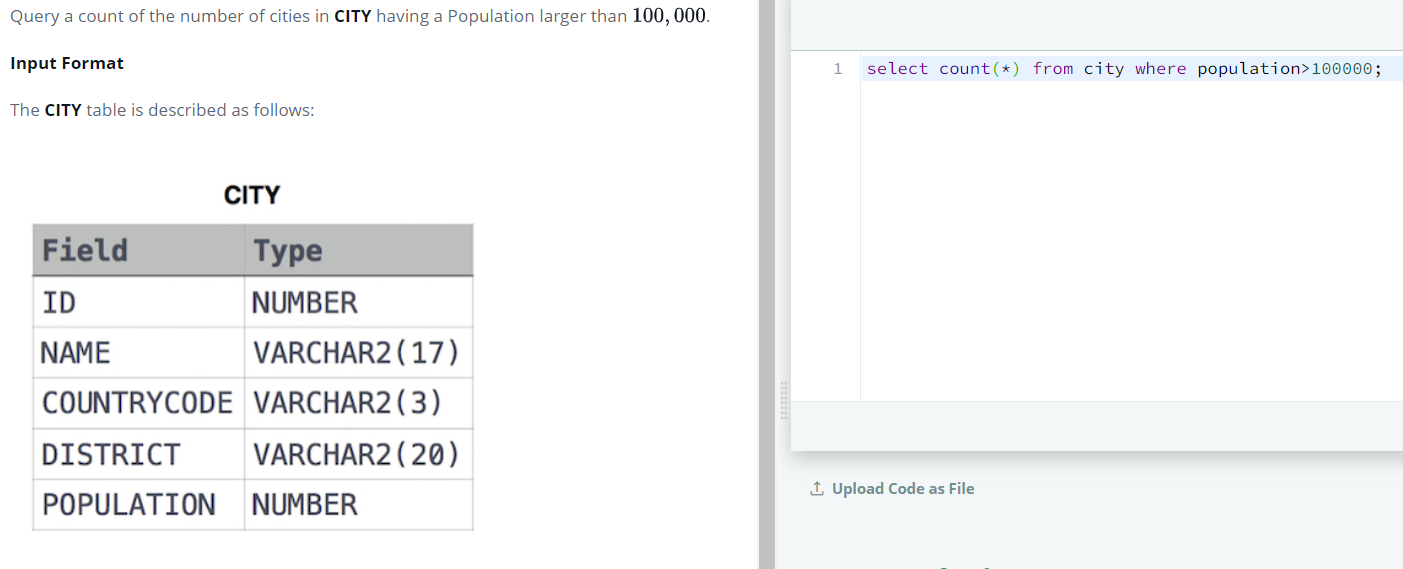 Query a count of the number of cities in CITY having a Population larger than 100, 000.
Input Format
The CITY table is described as follows:
CITY
Field Type
ID NUMBER
NAME VARCHAR2(17)
COUNTRYCODE VARCHAR2(3)
DISTRICT VARCHAR2(20)
POPULATION NUMBER
1 select count(*) from city where population>100000;
Upload Code as File